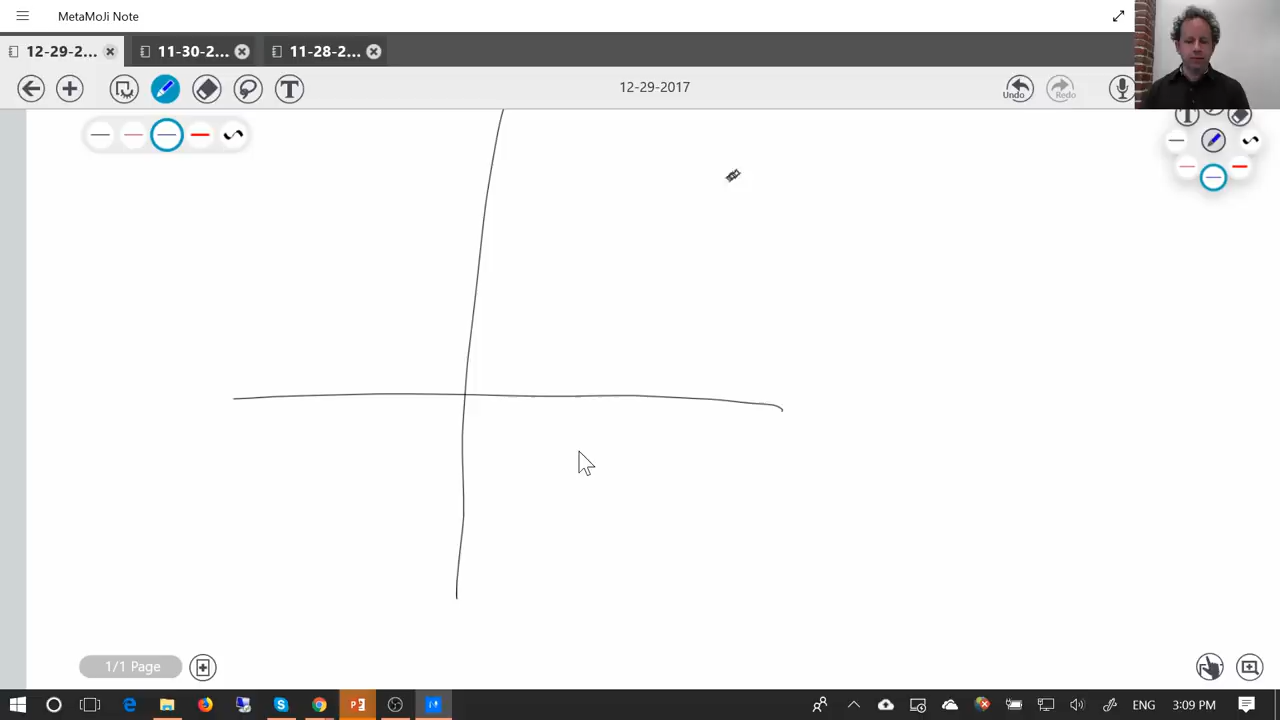 MetaMoJi Note
12-29-2...
11-30-2...
11-28-2...
T
12-29-2017
Undo
Redo
T
1/1 Page
ENG
3:09 PM